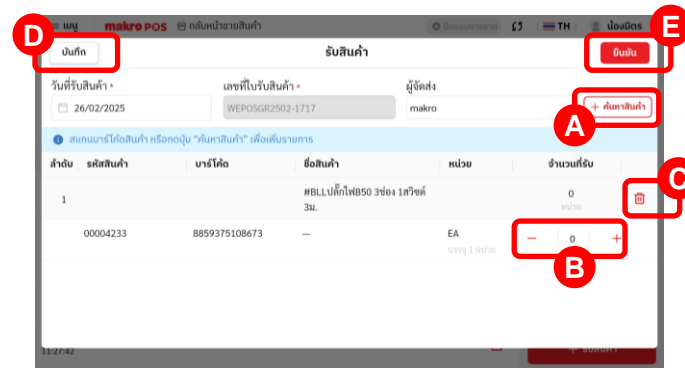 เมนู makro POS กลับหน้าขายสินค้า ปิดรอบการขาย TH น้องมิตร
D E
บันทึก รับสินค้า ยืนยัน
วันที่รับสินค้า * เลขที่ใบรับสินค้า * ผู้จัดส่ง
26/02/2025 WEPOSGR2502-1717 makro + ค้นหาสินค้า
A
สแกนบาร์โค้ดสินค้า หรือกดปุ่ม "ค้นหาสินค้า" เพื่อเพิ่มรายการ
ลำดับ รหัสสินค้า บาร์โค้ด ชื่อสินค้า หน่วย จำนวนที่รับ
C
1 #BLLปลั๊กไฟB50 3ช่อง 1สวิซต์ 0
3ม. หน่วย
00004233 8859375108673 — EA − 0 +
บรรจุ 1 หน่วย
B
11:27:42 + รับสินค้า